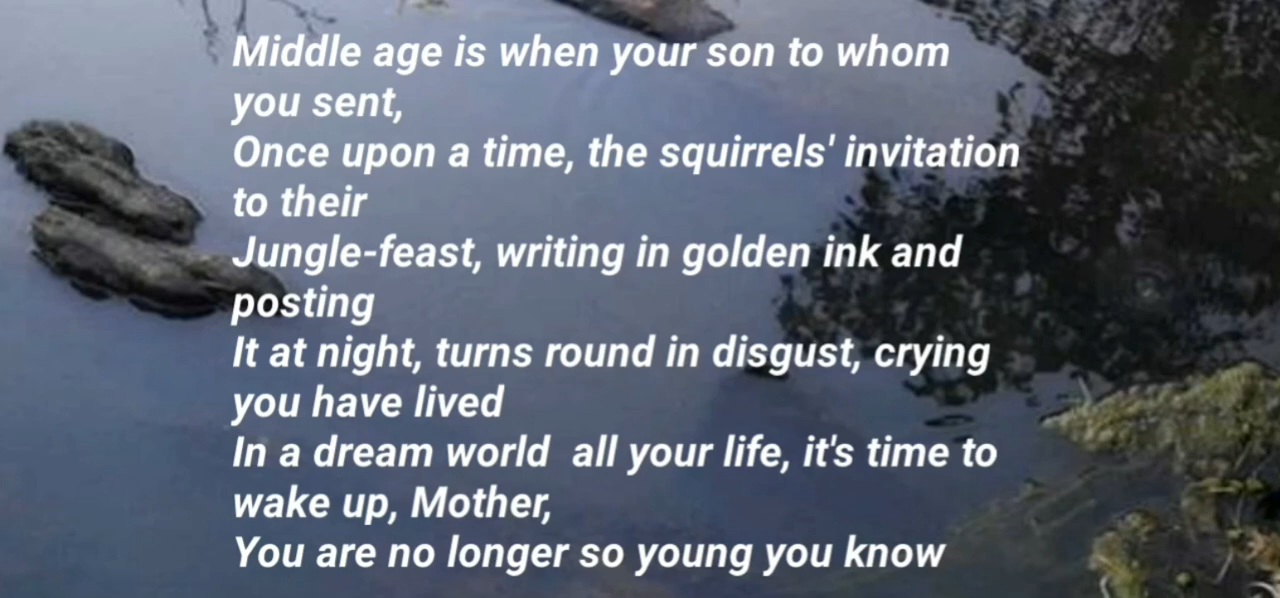 Middle age is when your son to whom
you sent,
Once upon a time, the squirrels' invitation
to their
Jungle-feast, writing in golden ink and
posting
It at night, turns round in disgust, crying
you have lived
In a dream world  all your life, it's time to
wake up, Mother,
You are no longer so young you know